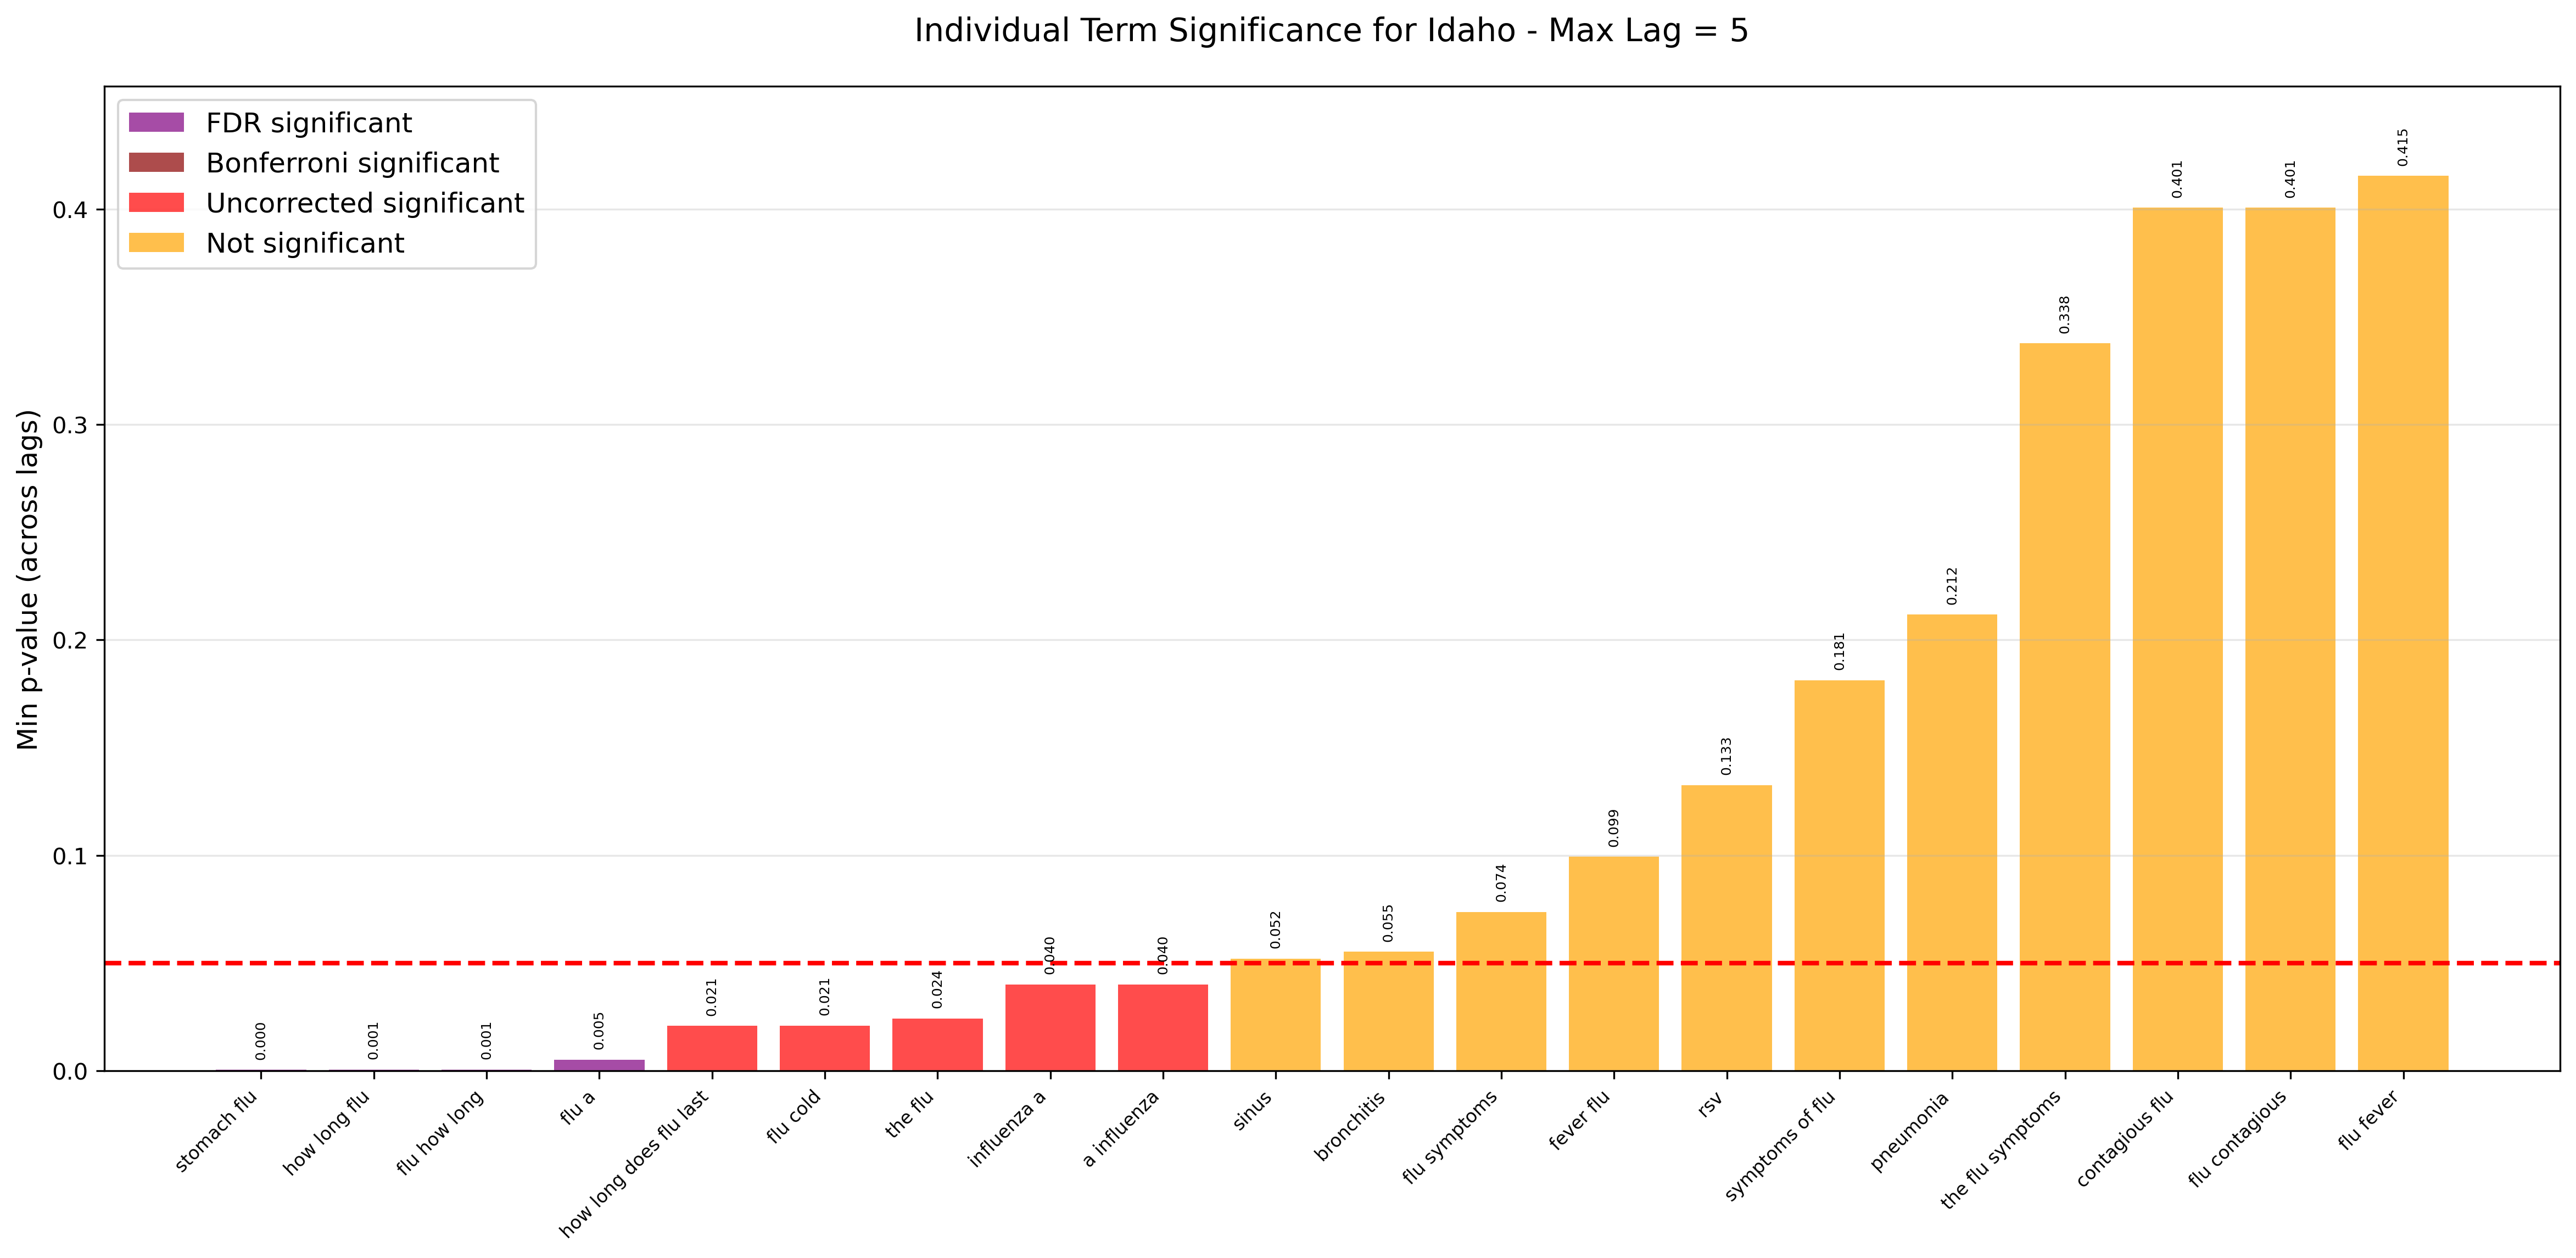 Individual Term Significance for Idaho - Max Lag = 5
FDR significant
Bonferroni significant
Uncorrected significant
Not significant
Min p-value (across lags)
0.4
0.3
0.2
0.1
0.0
0.000
0.001
0.001
0.005
0.021
0.021
0.024
0.040
0.040
0.052
0.055
0.074
0.099
0.133
0.181
0.212
0.338
0.401
0.401
0.415
stomach flu
how long flu
flu how long
flu a
how long does flu last
flu cold
the flu
influenza a
a influenza
sinus
bronchitis
flu symptoms
fever flu
rsv
symptoms of flu
pneumonia
the flu symptoms
contagious flu
flu contagious
flu fever